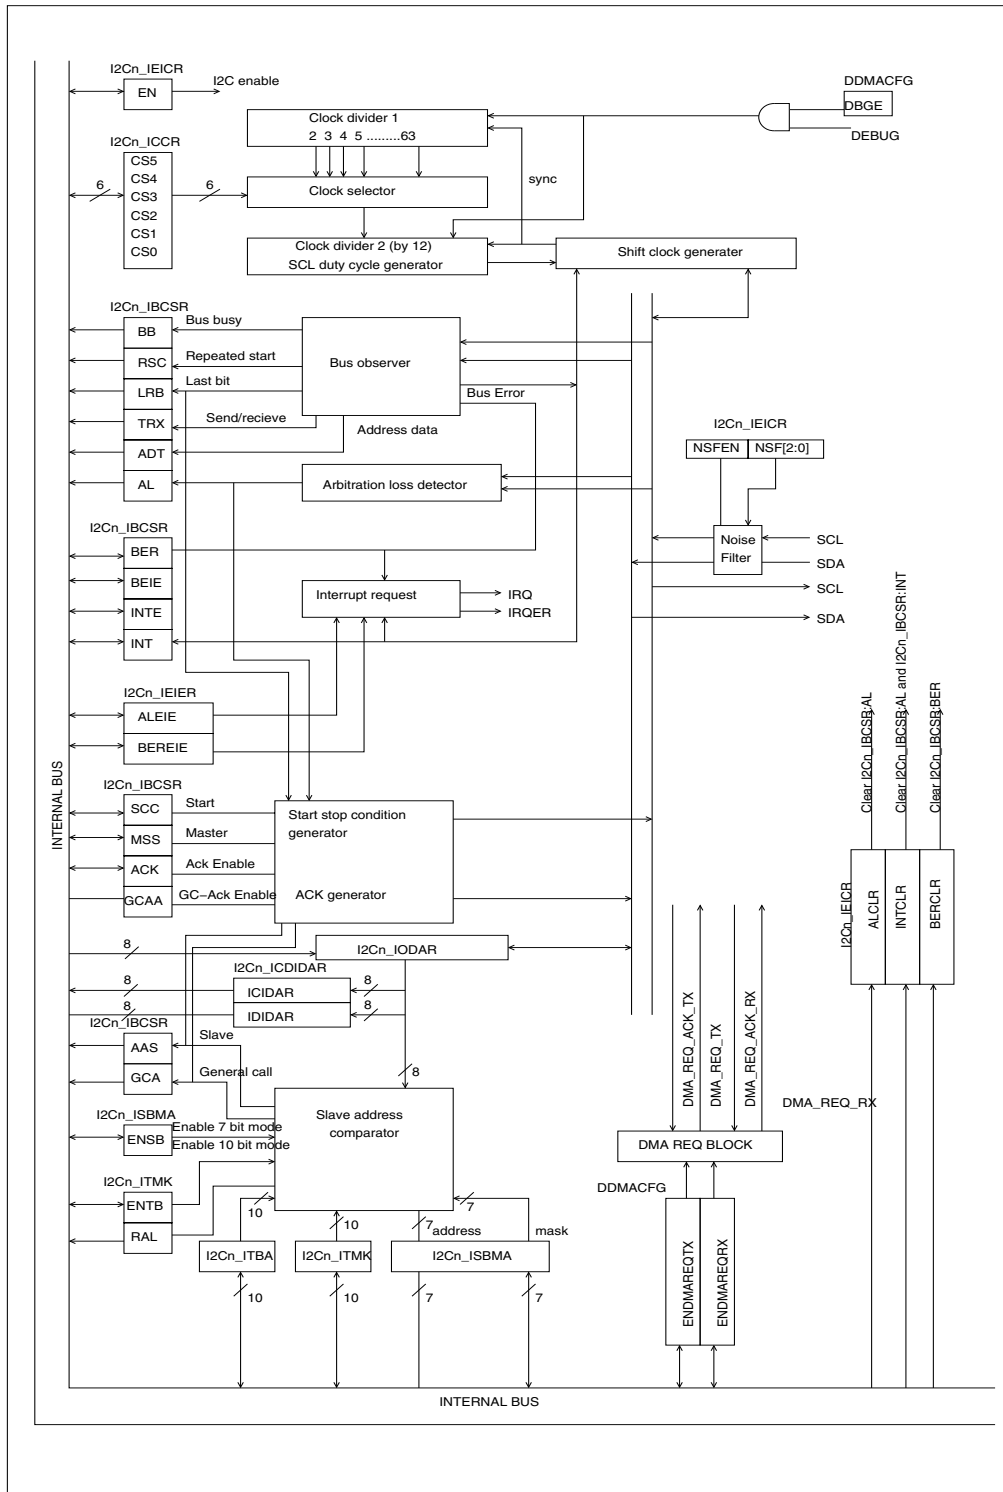 I2Cn_IEICR
EN
I2C enable
DDMACFG
DBGE
DEBUG
Clock divider 1
2 3 4 5 .........63
I2Cn_ICCR
CS5
CS4
CS3
CS2
CS1
CS0
6
6
Clock selector
sync
Clock divider 2 (by 12)
SCL duty cycle generator
Shift clock generater
I2Cn_IBCSR
BB
Bus busy
RSC
Repeated start
LRB
Last bit
TRX
Send/recieve
ADT
Address data
AL
Bus observer
Bus Error
Arbitration loss detector
I2Cn_IEICR
NSFEN
NSF[2:0]
Noise
Filter
SCL
SDA
SCL
SDA
I2Cn_IBCSR
BER
BEIE
INTE
INT
Interrupt request
IRQ
IRQER
I2Cn_IEIER
ALEIE
BEREIE
INTERNAL BUS
I2Cn_IBCSR
SCC
Start
MSS
Master
ACK
Ack Enable
GCAA
GC−Ack Enable
Start stop condition
generator
ACK generator
Clear I2Cn_IBCSR:AL
Clear I2Cn_IBCSR:AL and I2Cn_IBCSR:INT
Clear I2Cn_IBCSR:BER
I2Cn_IEICR
ALCLR
INTCLR
BERCLR
8
I2Cn_IODAR
I2Cn_ICDIDAR
8
ICIDAR
8
8
IDIDAR
8
I2Cn_IBCSR
AAS
Slave
GCA
General call
8
DMA_REQ_ACK_TX
DMA_REQ_TX
DMA_REQ_ACK_RX
DMA_REQ_RX
Slave address
comparator
I2Cn_ISBMA
ENSB
Enable 7 bit mode
Enable 10 bit mode
DMA REQ BLOCK
I2Cn_ITMK
ENTB
RAL
DDMACFG
ENDMAREQTX
ENDMAREQRX
10
10
7
7
address
mask
I2Cn_ITBA
I2Cn_ITMK
I2Cn_ISBMA
10
10
7
7
INTERNAL BUS